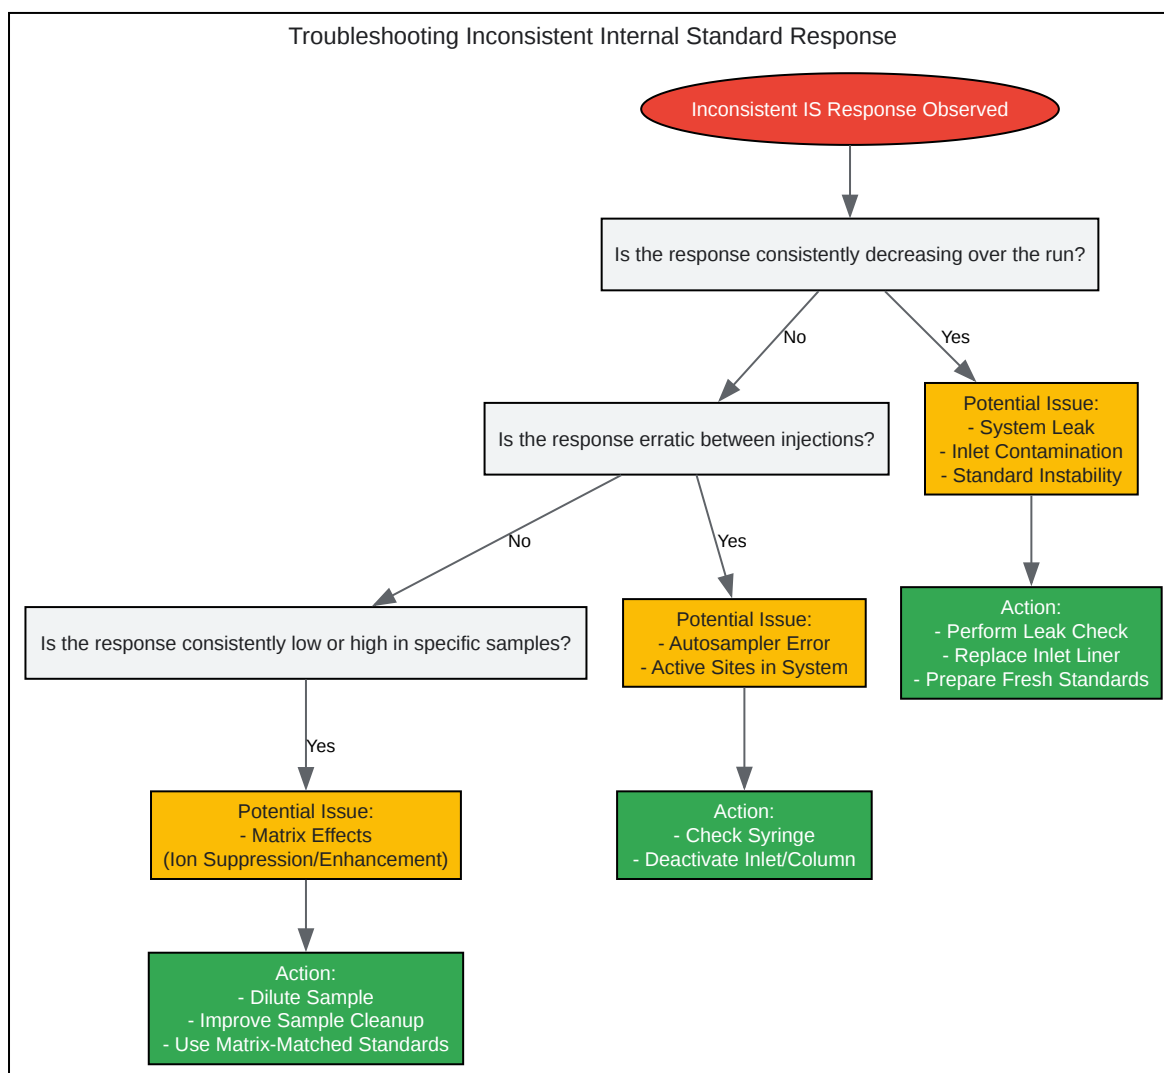 Troubleshooting Inconsistent Internal Standard Response
Inconsistent IS Response Observed
Is the response consistently decreasing over the run?
No
Yes
Is the response erratic between injections?
Potential Issue:
- System Leak
- Inlet Contamination
- Standard Instability
No
Yes
Is the response consistently low or high in specific samples?
Potential Issue:
- Autosampler Error
- Active Sites in System
Action:
- Perform Leak Check
- Replace Inlet Liner
- Prepare Fresh Standards
Yes
Potential Issue:
- Matrix Effects
(Ion Suppression/Enhancement)
Action:
- Check Syringe
- Deactivate Inlet/Column
Action:
- Dilute Sample
- Improve Sample Cleanup
- Use Matrix-Matched Standards